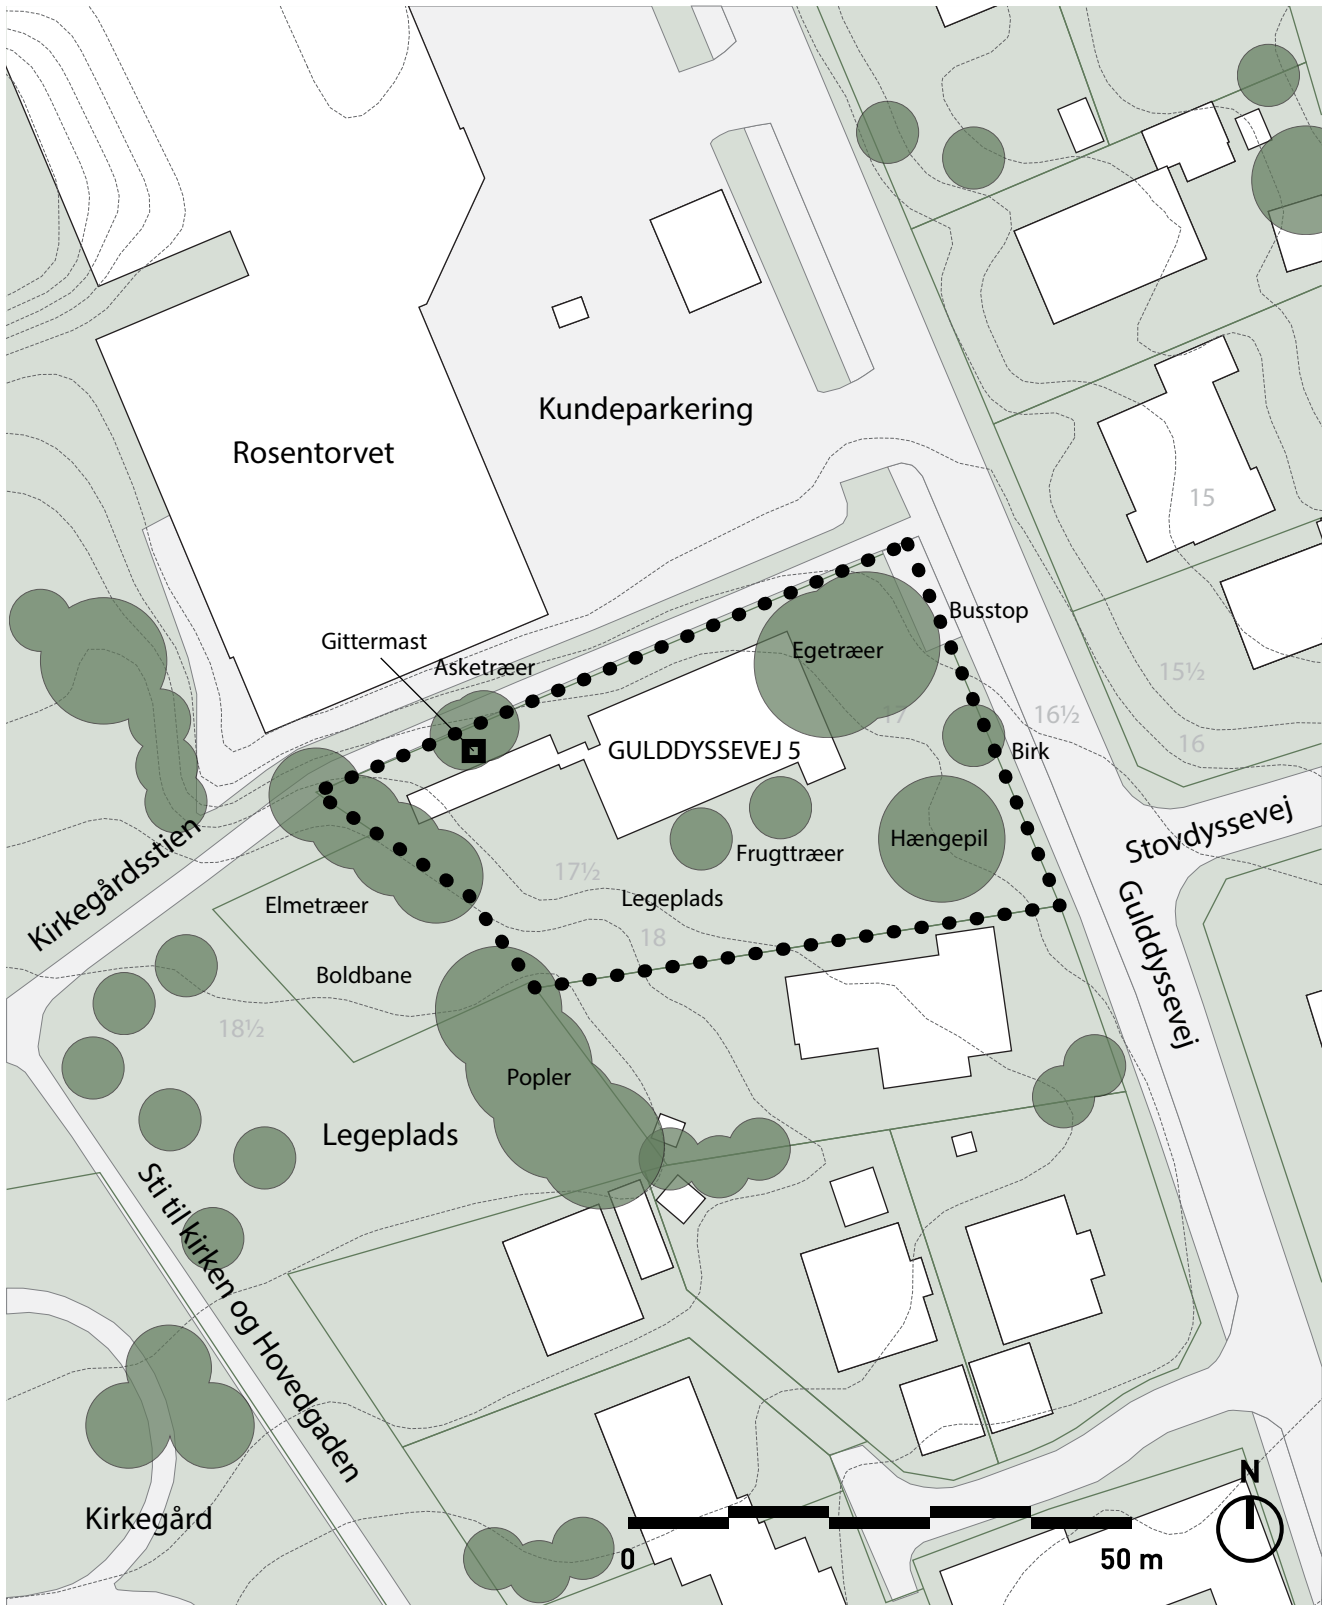 Kundeparkering
Rosentorvet
15
Busstop
Gittermast
Asketræer
Egetræer
15½
17
16½
16
GULDDYSSEVEJ 5
Birk
Stovdyssevej
Hængepil
Frugttræer
17½
Kirkegårdsstien
Elmetræer
Legeplads
Gulddyssevej
18
Boldbane
18½
Popler
Legeplads
Sti til kirken og Hovedgaden
Kirkegård
N
0
50 m